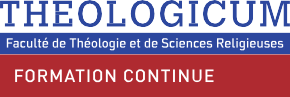 THEOLOGICUM
Faculté de Théologie et de Sciences Religieuses
FORMATION CONTINUE